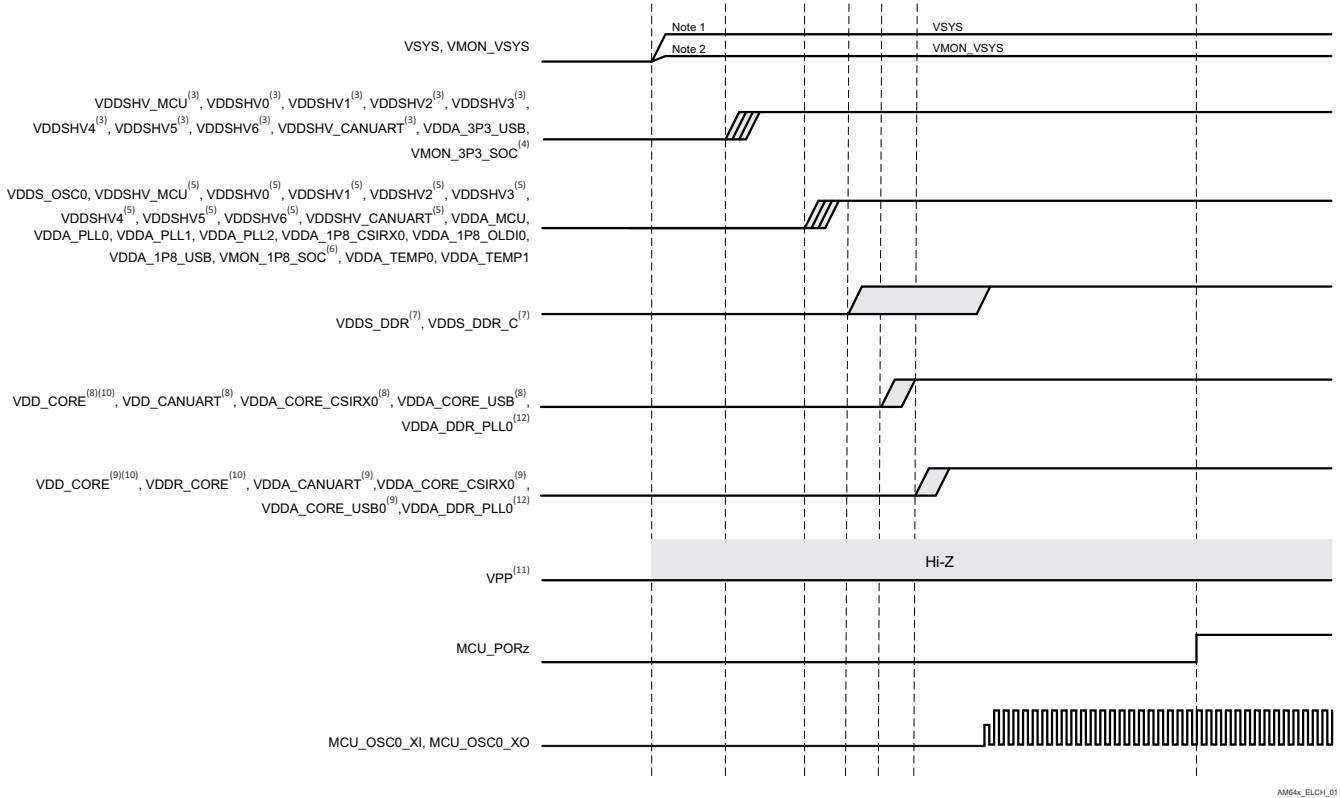 Note 1
VSYS
VSYS, VMON_VSYS
Note 2
VMON_VSYS
VDDSHV_MCU(3), VDDSHV0(3), VDDSHV1(3), VDDSHV2(3), VDDSHV3(3),
VDDSHV4(3), VDDSHV5(3), VDDSHV6(3), VDDSHV_CANUART(3), VDDA_3P3_USB,
VMON_3P3_SOC(4)
VDDS_OSC0, VDDSHV_MCU(5), VDDSHV0(5), VDDSHV1(5), VDDSHV2(5), VDDSHV3(5),
VDDSHV4(5), VDDSHV5(5), VDDSHV6(5), VDDSHV_CANUART(5), VDDA_MCU,
VDDA_PLL0, VDDA_PLL1, VDDA_PLL2, VDDA_1P8_CSIRX0, VDDA_1P8_OLDI0,
VDDA_1P8_USB, VMON_1P8_SOC(6), VDDA_TEMP0, VDDA_TEMP1
VDDS_DDR(7), VDDS_DDR_C(7)
VDD_CORE(8)(10), VDD_CANUART(8), VDDA_CORE_CSIRX0(8), VDDA_CORE_USB(8),
VDDA_DDR_PLL0(12)
VDD_CORE(9)(10), VDDR_CORE(10), VDDA_CANUART(9),VDDA_CORE_CSIRX0(9),
VDDA_CORE_USB0(9),VDDA_DDR_PLL0(12)
Hi-Z
VPP(11)
MCU_PORz
MCU_OSC0_XI, MCU_OSC0_XO
AM64x_ELCH_01